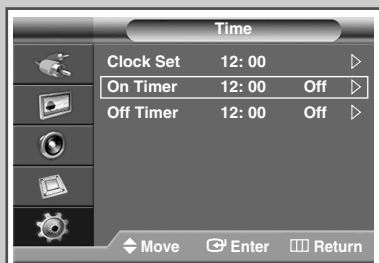 Time
Clock Set 12: 00
On Timer 12: 00 Off
Off Timer 12: 00 Off
Move Enter Return